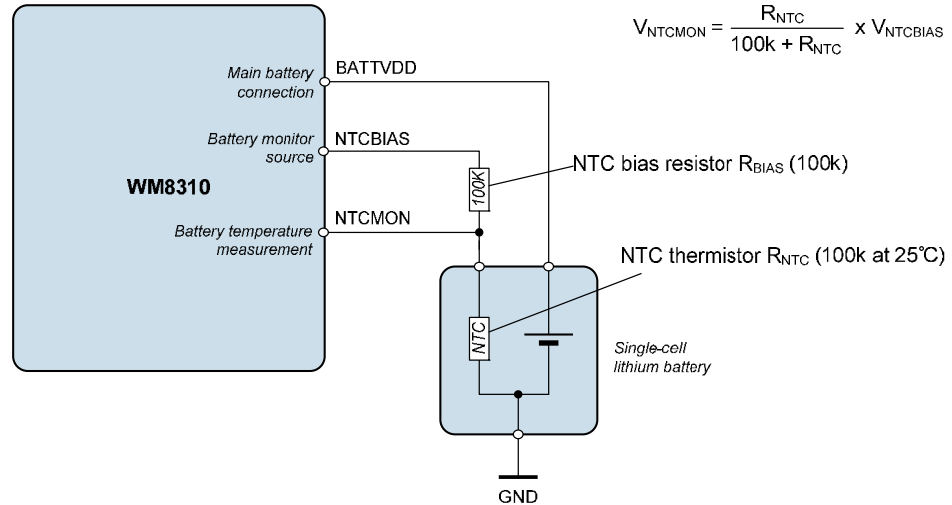 V_NTCMON = R_NTC / (100k + R_NTC) x V_NTCBIAS
Main battery
connection
BATTVDD
Battery monitor
source
NTCBIAS
WM8310
100K
NTC bias resistor R_BIAS (100k)
Battery temperature
measurement
NTCMON
NTC thermistor R_NTC (100k at 25°C)
NTC
Single-cell
lithium battery
GND